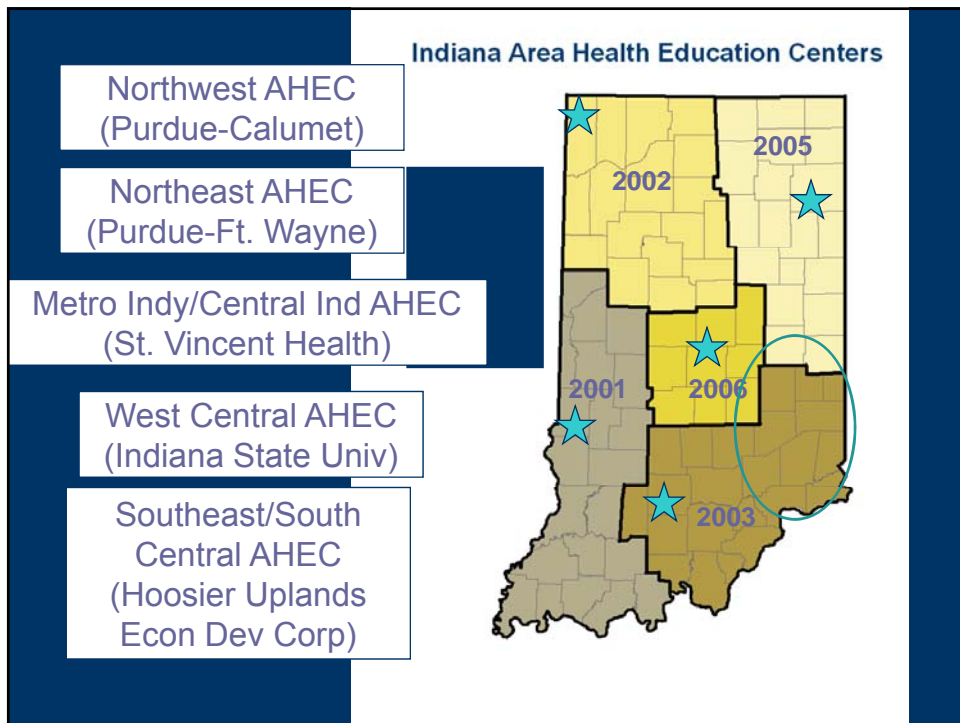 Indiana Area Health Education Centers
Northwest AHEC
(Purdue-Calumet)
Northeast AHEC
(Purdue-Ft. Wayne)
Metro Indy/Central Ind AHEC
(St. Vincent Health)
West Central AHEC
(Indiana State Univ)
Southeast/South
Central AHEC
(Hoosier Uplands
Econ Dev Corp)
2005
2002
2001
2006
2003